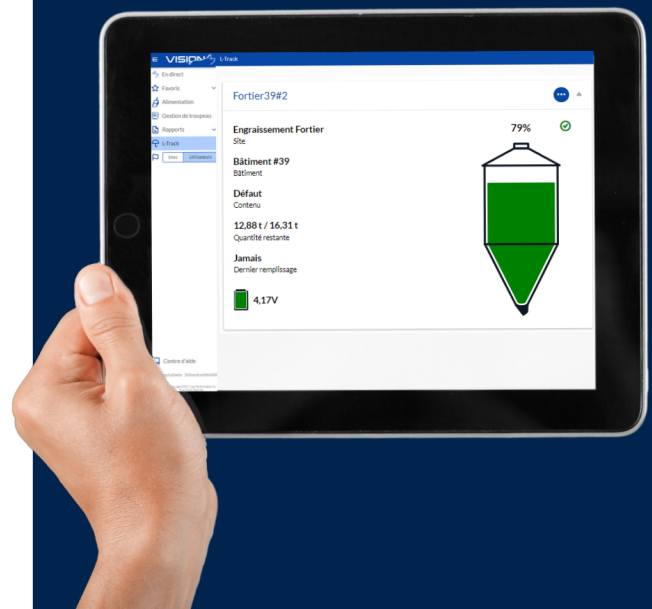 VISION
L-Track
En direct
Favoris
Alimentation
Gestion de troupeau
Rapports
L-Track
Sites Utilisateurs
Fortier39#2
Engraissement Fortier
Site
79%
Bâtiment #39
Bâtiment
Défaut
Contenu
12,88 t / 16,31 t
Quantité restante
Jamais
Dernier remplissage
4,17V
Centre d'aide